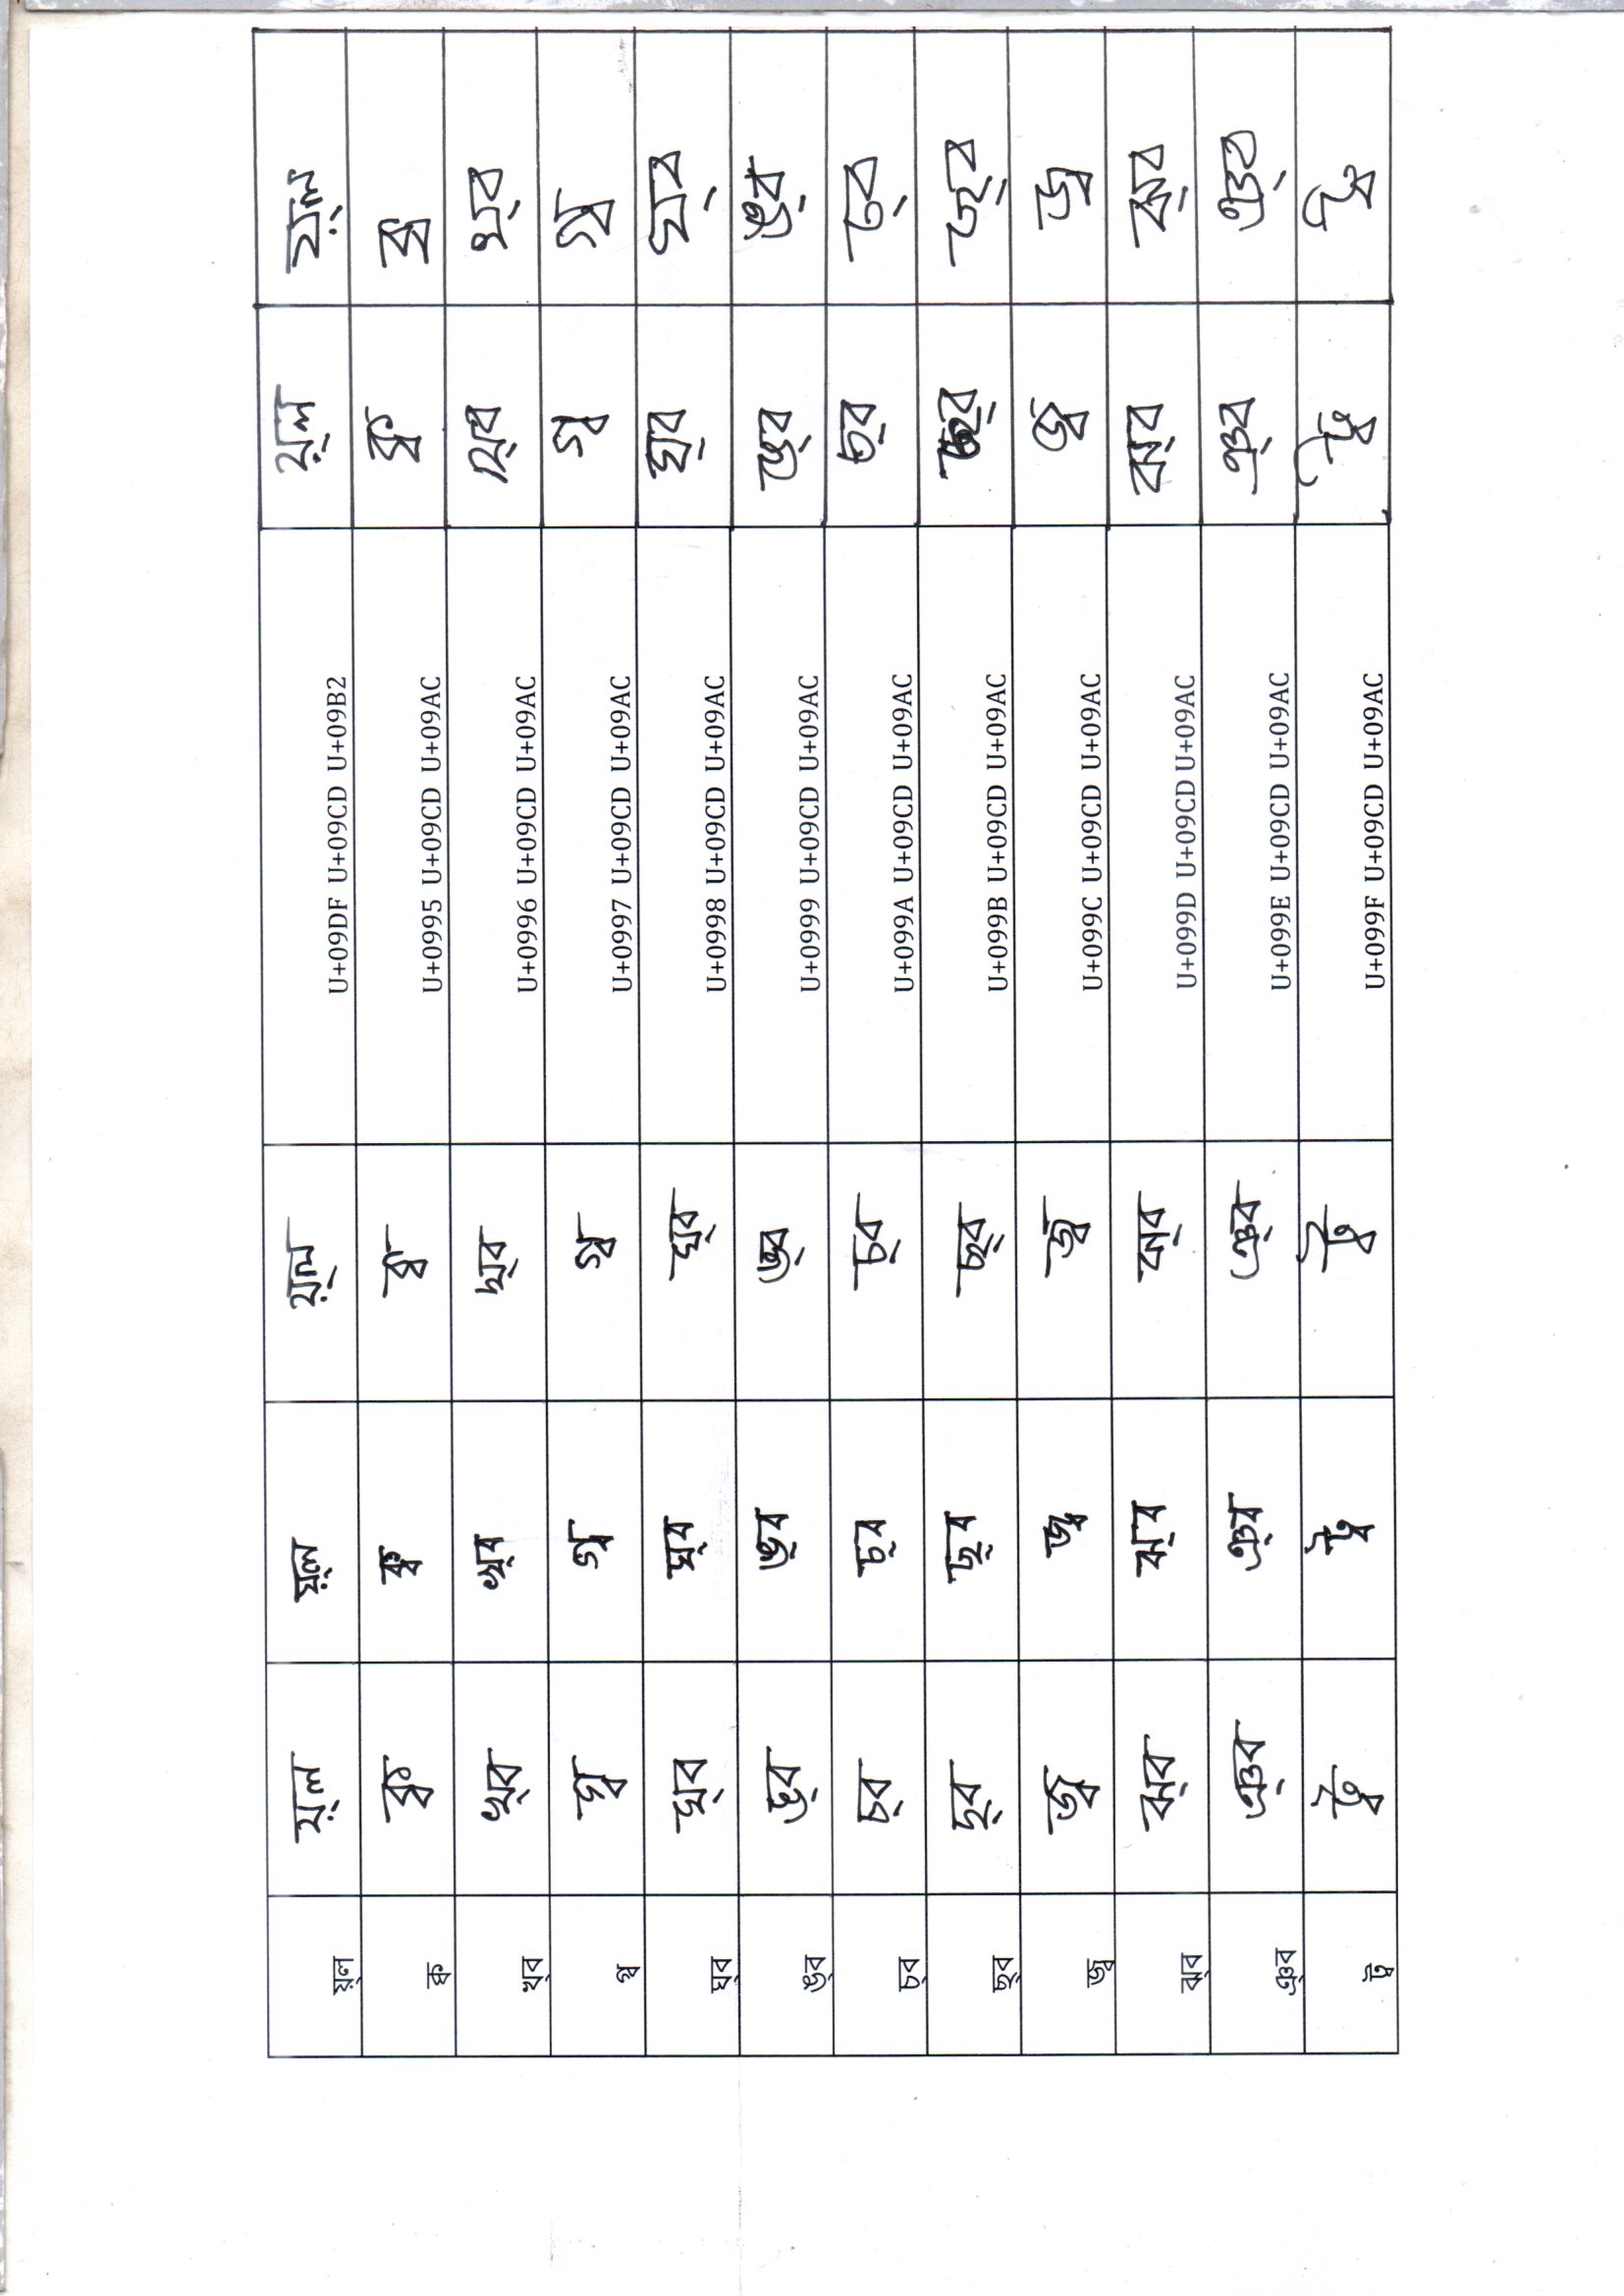 য়্ল য়্ল য়্ল য়্ল U+09DF U+09CD U+09B2 য়্ল য়্ল
ক্ব ক্ব ক্ব ক্ব U+0995 U+09CD U+09AC ক্ব ক্ব
খ্ব খ্ব খ্ব খ্ব U+0996 U+09CD U+09AC খ্ব খ্ব
গ্ব গ্ব গ্ব গ্ব U+0997 U+09CD U+09AC গ্ব গ্ব
ঘ্ব ঘ্ব ঘ্ব ঘ্ব U+0998 U+09CD U+09AC ঘ্ব ঘ্ব
ঙ্ব ঙ্ব ঙ্ব ঙ্ব U+0999 U+09CD U+09AC ঙ্ব ঙ্ব
চ্ব চ্ব চ্ব চ্ব U+099A U+09CD U+09AC চ্ব চ্ব
ছ্ব ছ্ব ছ্ব ছ্ব U+099B U+09CD U+09AC ছ্ব ছ্ব
জ্ব জ্ব জ্ব জ্ব U+099C U+09CD U+09AC জ্ব জ্ব
ঝ্ব ঝ্ব ঝ্ব ঝ্ব U+099D U+09CD U+09AC ঝ্ব ঝ্ব
ঞ্ব ঞ্ব ঞ্ব ঞ্ব U+099E U+09CD U+09AC ঞ্ব ঞ্ব
ট্ব ট্ব ট্ব ট্ব U+099F U+09CD U+09AC ট্ব ট্ব